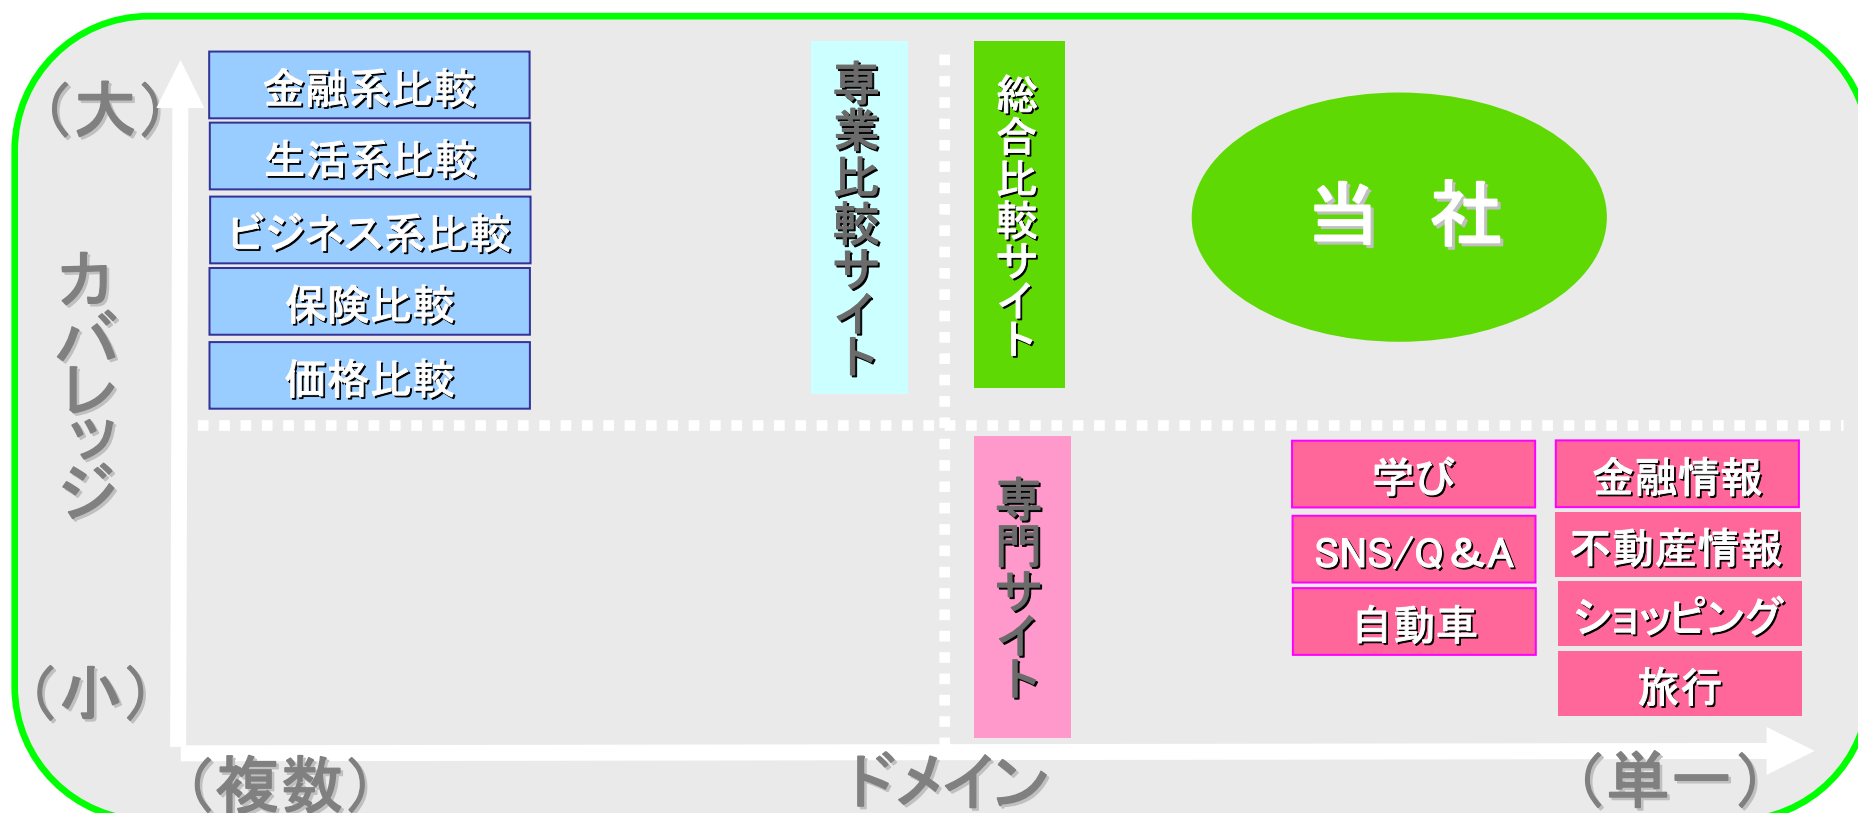 （大）
カバレッジ
（小）
金融系比較
生活系比較
ビジネス系比較
保険比較
価格比較
専業比較サイト
総合比較サイト
当　社
専門サイト
学び
SNS/Q＆A
自動車
金融情報
不動産情報
ショッピング
旅行
（複数）
ドメイン
（単一）